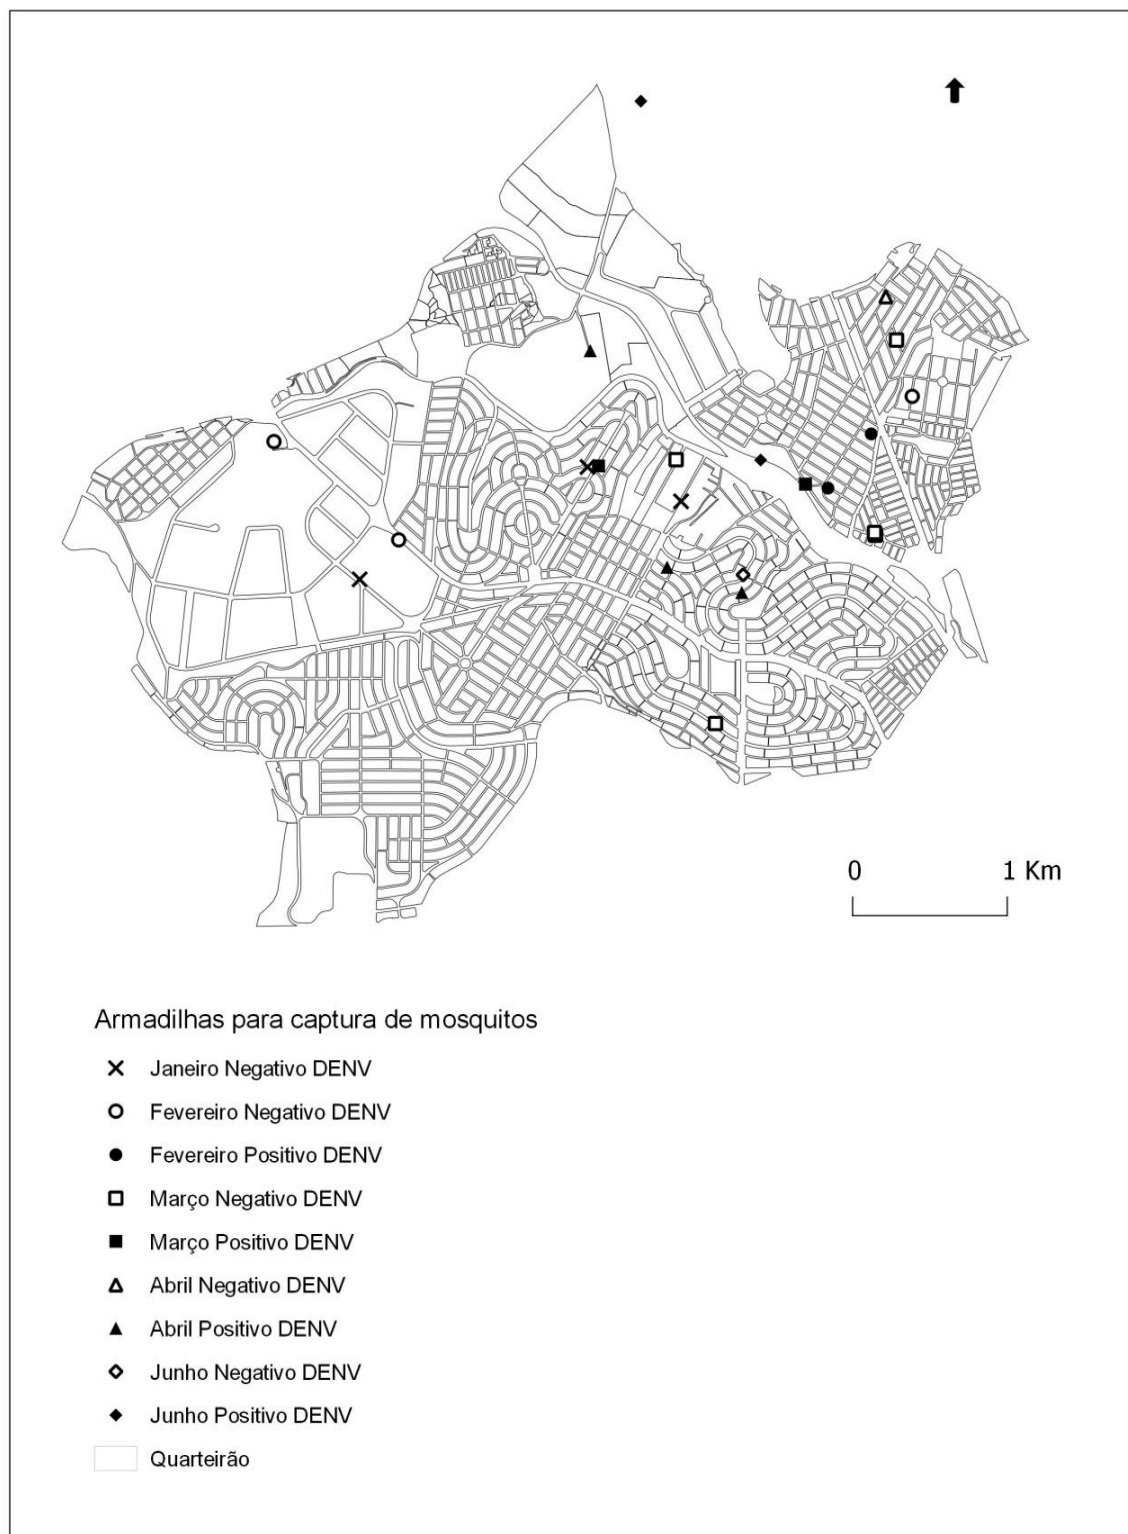 0 1 Km
Armadilhas para captura de mosquitos
Janeiro Negativo DENV
Fevereiro Negativo DENV
Fevereiro Positivo DENV
Março Negativo DENV
Março Positivo DENV
Abril Negativo DENV
Abril Positivo DENV
Junho Negativo DENV
Junho Positivo DENV
Quarteirão